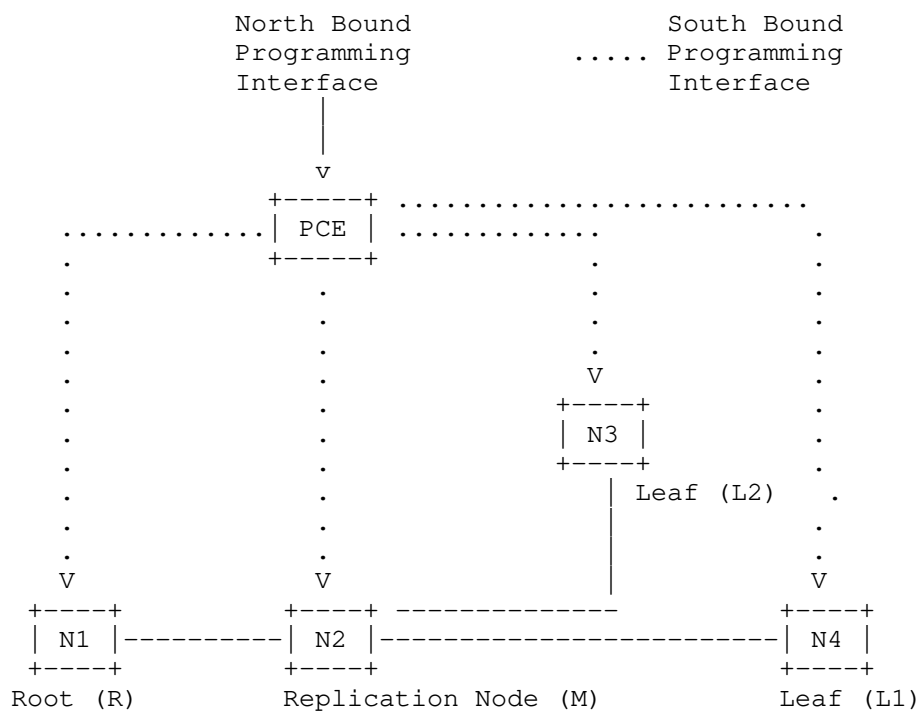 North Bound South Bound
Programming ..... Programming
Interface Interface
v
PCE
V
N3
Leaf (L2)
V V V
N1 N2 N4
Root (R) Replication Node (M) Leaf (L1)